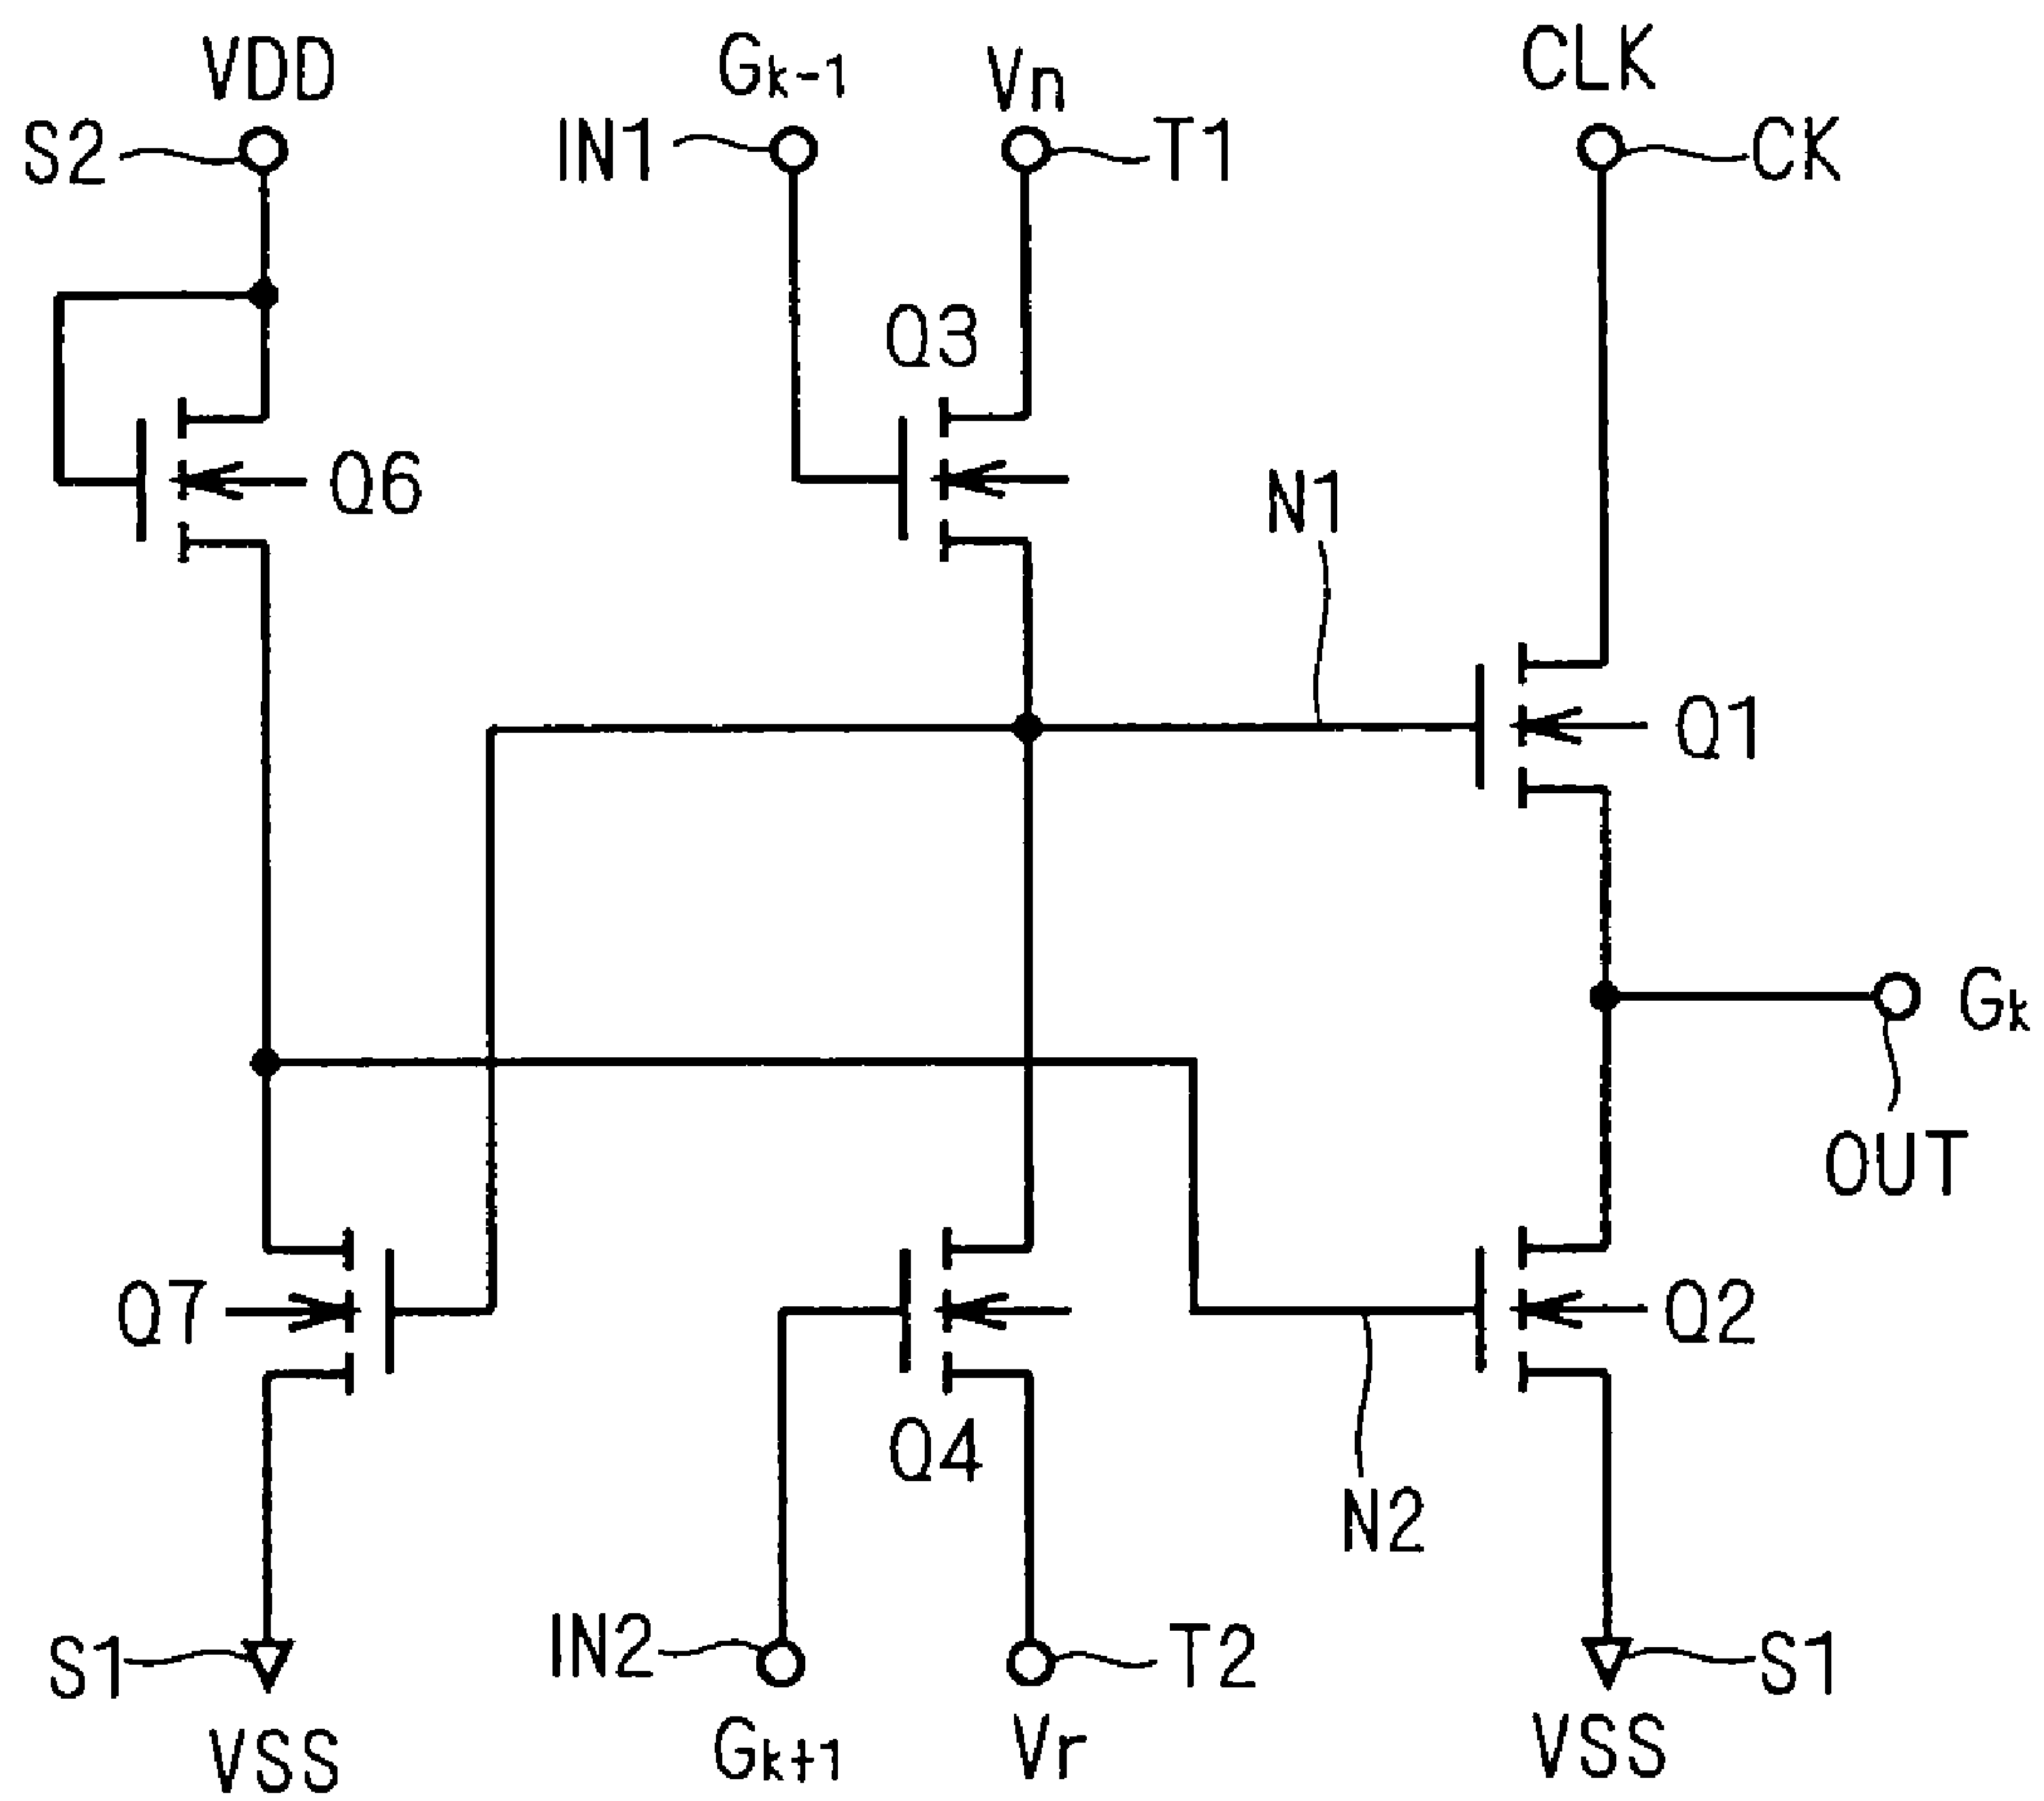 VDD
Gk-1
Vn
CLK
S2
IN1
T1
CK
Q3
Q6
N1
Q1
Gk
OUT
Q7
Q2
Q4
N2
S1
IN2
T2
S1
VSS
Gk+1
Vr
VSS